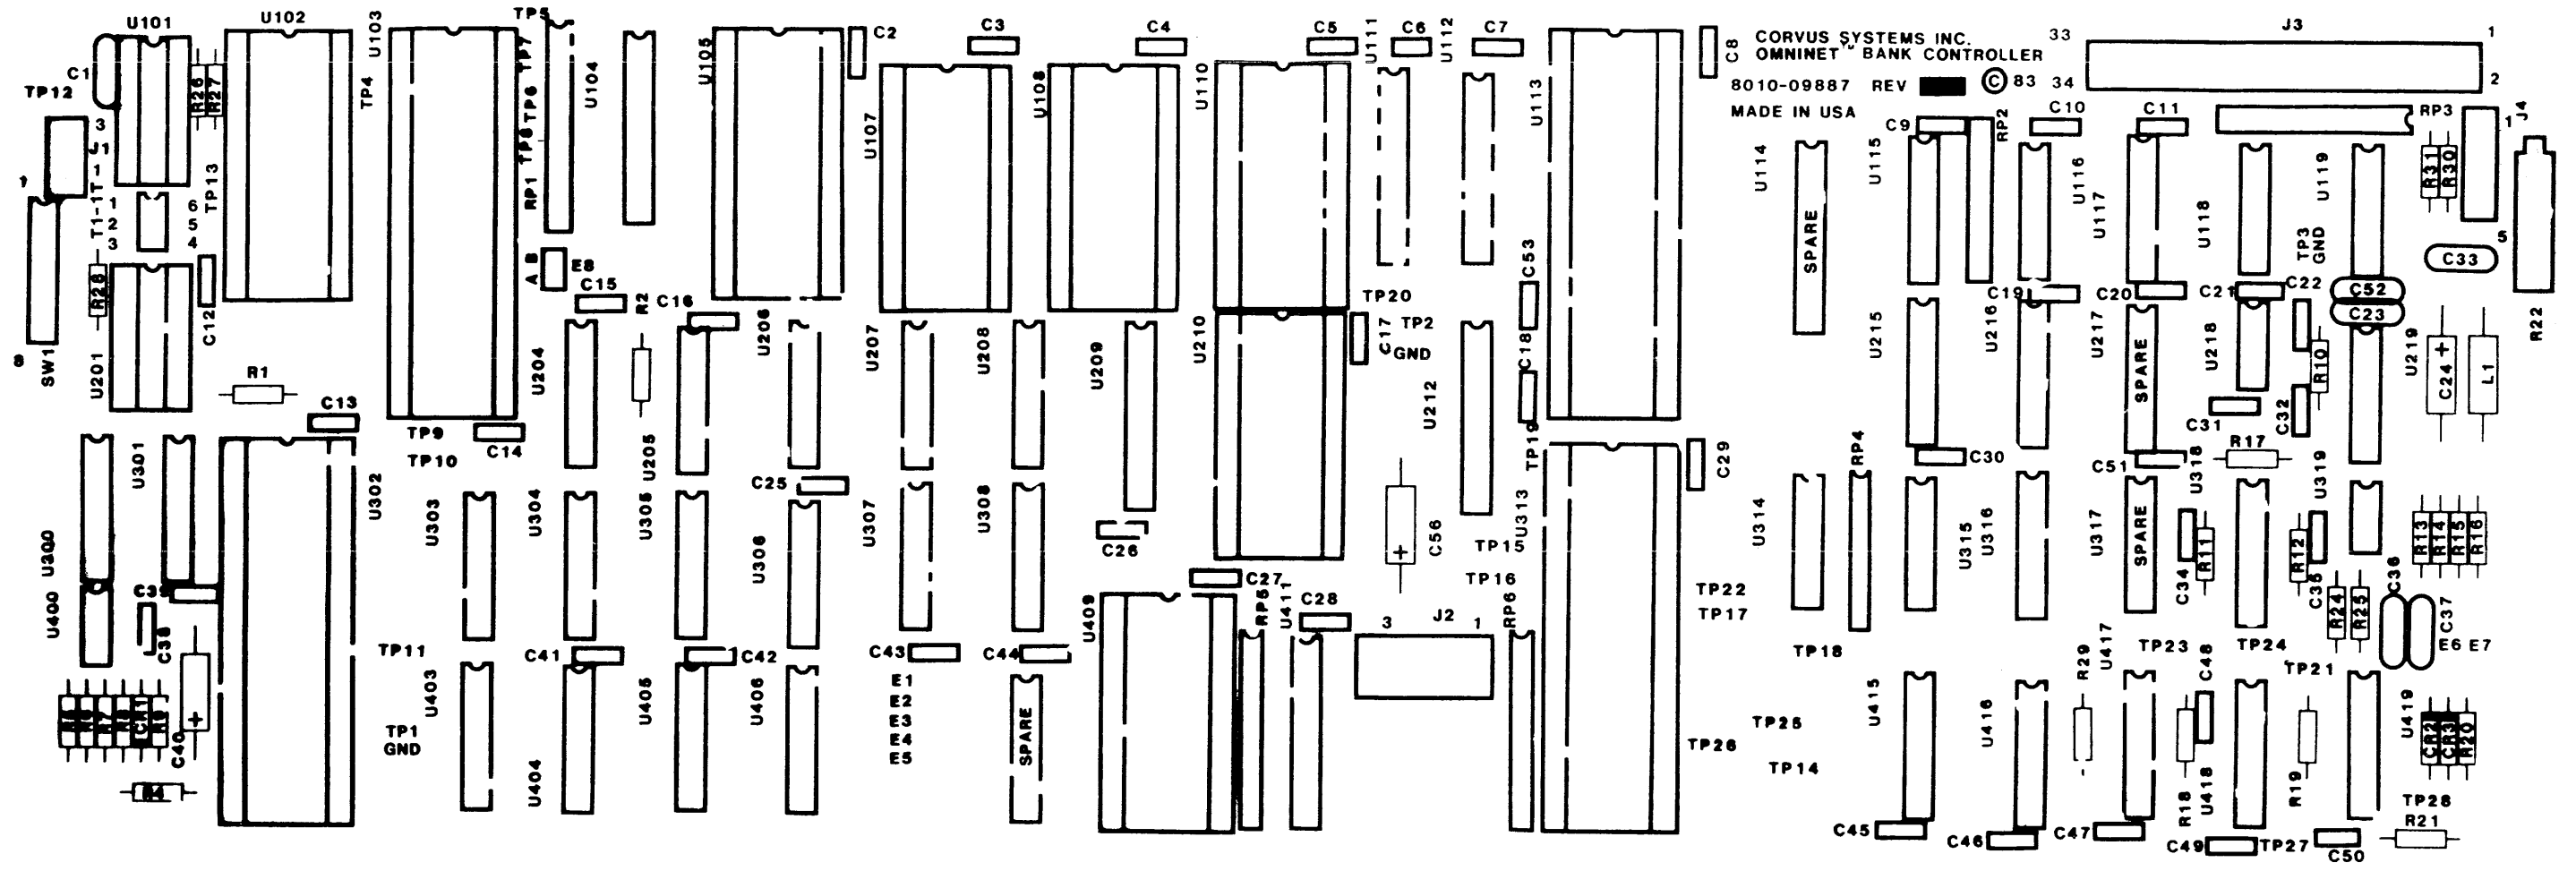 U101
U102
U103
TP5
C1
TP12
R26
R27
TP4
TP7
TP6
TP8
RP1
U104
U105
C2
U107
C3
U108
C4
U110
C5
U111
C6
U112
C7
U113
C8
CORVUS SYSTEMS INC.
OMNINET™ BANK CONTROLLER
8010-09887 REV © 83
MADE IN USA
33
34
J3
1
2
C9
RP2
C10
C11
RP3
J4
1
5
3
J1
1
T1-1T
1
2
3
6
5
4
TP13
1
8
SW1
R28
C12
U201
R1
C13
A B
E8
C15
R2
C16
U204
U205
U206
U207
U208
U209
U210
C17
TP20
TP2
GND
U212
C53
C18
TP19
U114
SPARE
U115
U116
U117
U118
TP3
GND
U119
R31
R30
C33
R22
C19
C20
C21
C22
C52
C23
U215
U216
U217
SPARE
U218
R10
U219
C24
+
L1
C31
C32
R17
TP9
TP10
C14
U300
U301
U302
U303
U304
U305
C25
U306
U307
U308
C26
C27
C56
+
TP15
TP16
U313
C29
U314
RP4
C30
U315
U316
C51
U317
SPARE
U318
C34
R11
R12
C35
U319
R13
R14
R15
R16
R24
R25
C36
C37
E6 E7
U400
C39
C38
TP11
C40
+
R5
R6
R7
R8
CR1
R9
R4
TP1
GND
U403
C41
U404
U405
C42
U406
C43
E1
E2
E3
E4
E5
C44
SPARE
U409
RP5
U411
C28
J2
3
1
RP6
TP22
TP17
TP18
TP25
TP26
TP14
U415
U416
R29
U417
TP23
C48
TP24
TP21
R18
U418
R19
U419
CR2
CR3
R20
TP28
R21
C45
C46
C47
C49
TP27
C50